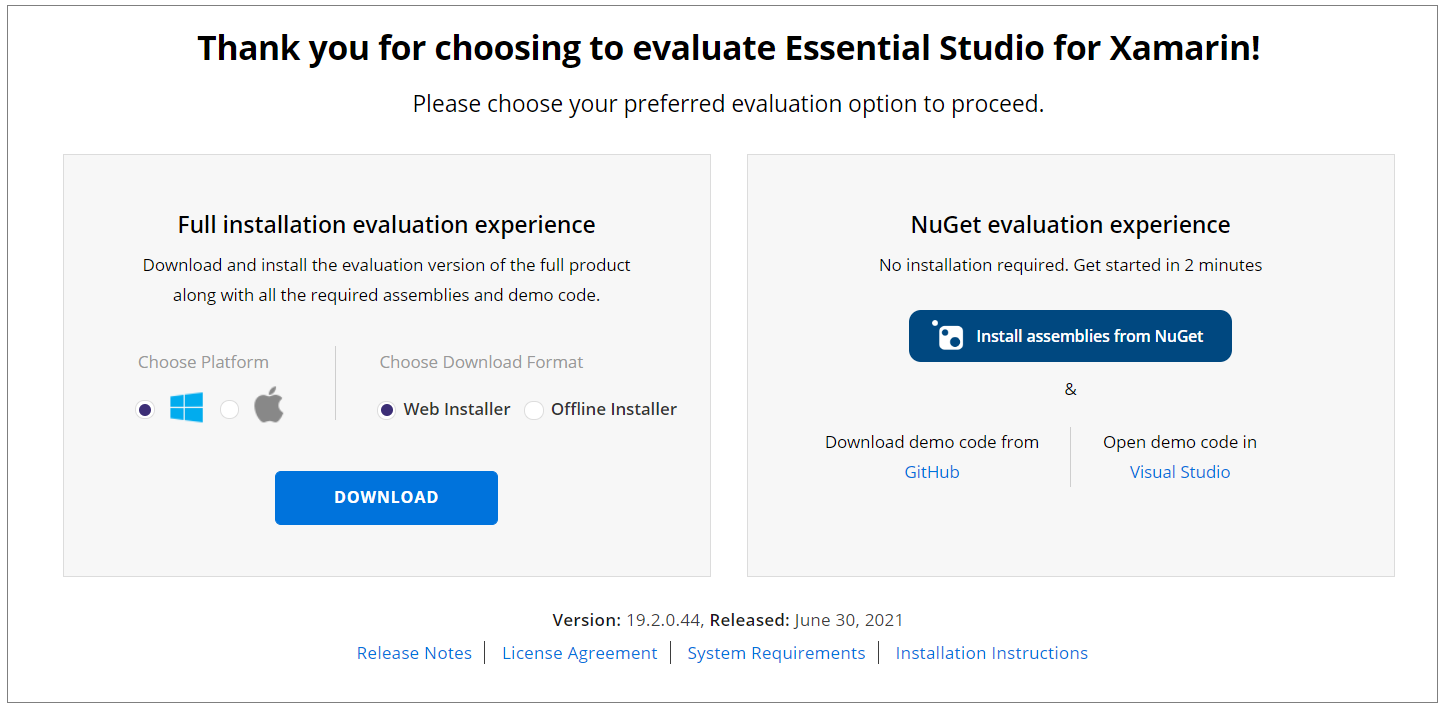 Thank you for choosing to evaluate Essential Studio for Xamarin!
Please choose your preferred evaluation option to proceed.
Full installation evaluation experience
Download and install the evaluation version of the full product
along with all the required assemblies and demo code.
Choose Platform
Choose Download Format
Web Installer
Offline Installer
DOWNLOAD
NuGet evaluation experience
No installation required. Get started in 2 minutes
Install assemblies from NuGet
&
Download demo code from
GitHub
Open demo code in
Visual Studio
Version: 19.2.0.44, Released: June 30, 2021
Release Notes | License Agreement | System Requirements | Installation Instructions